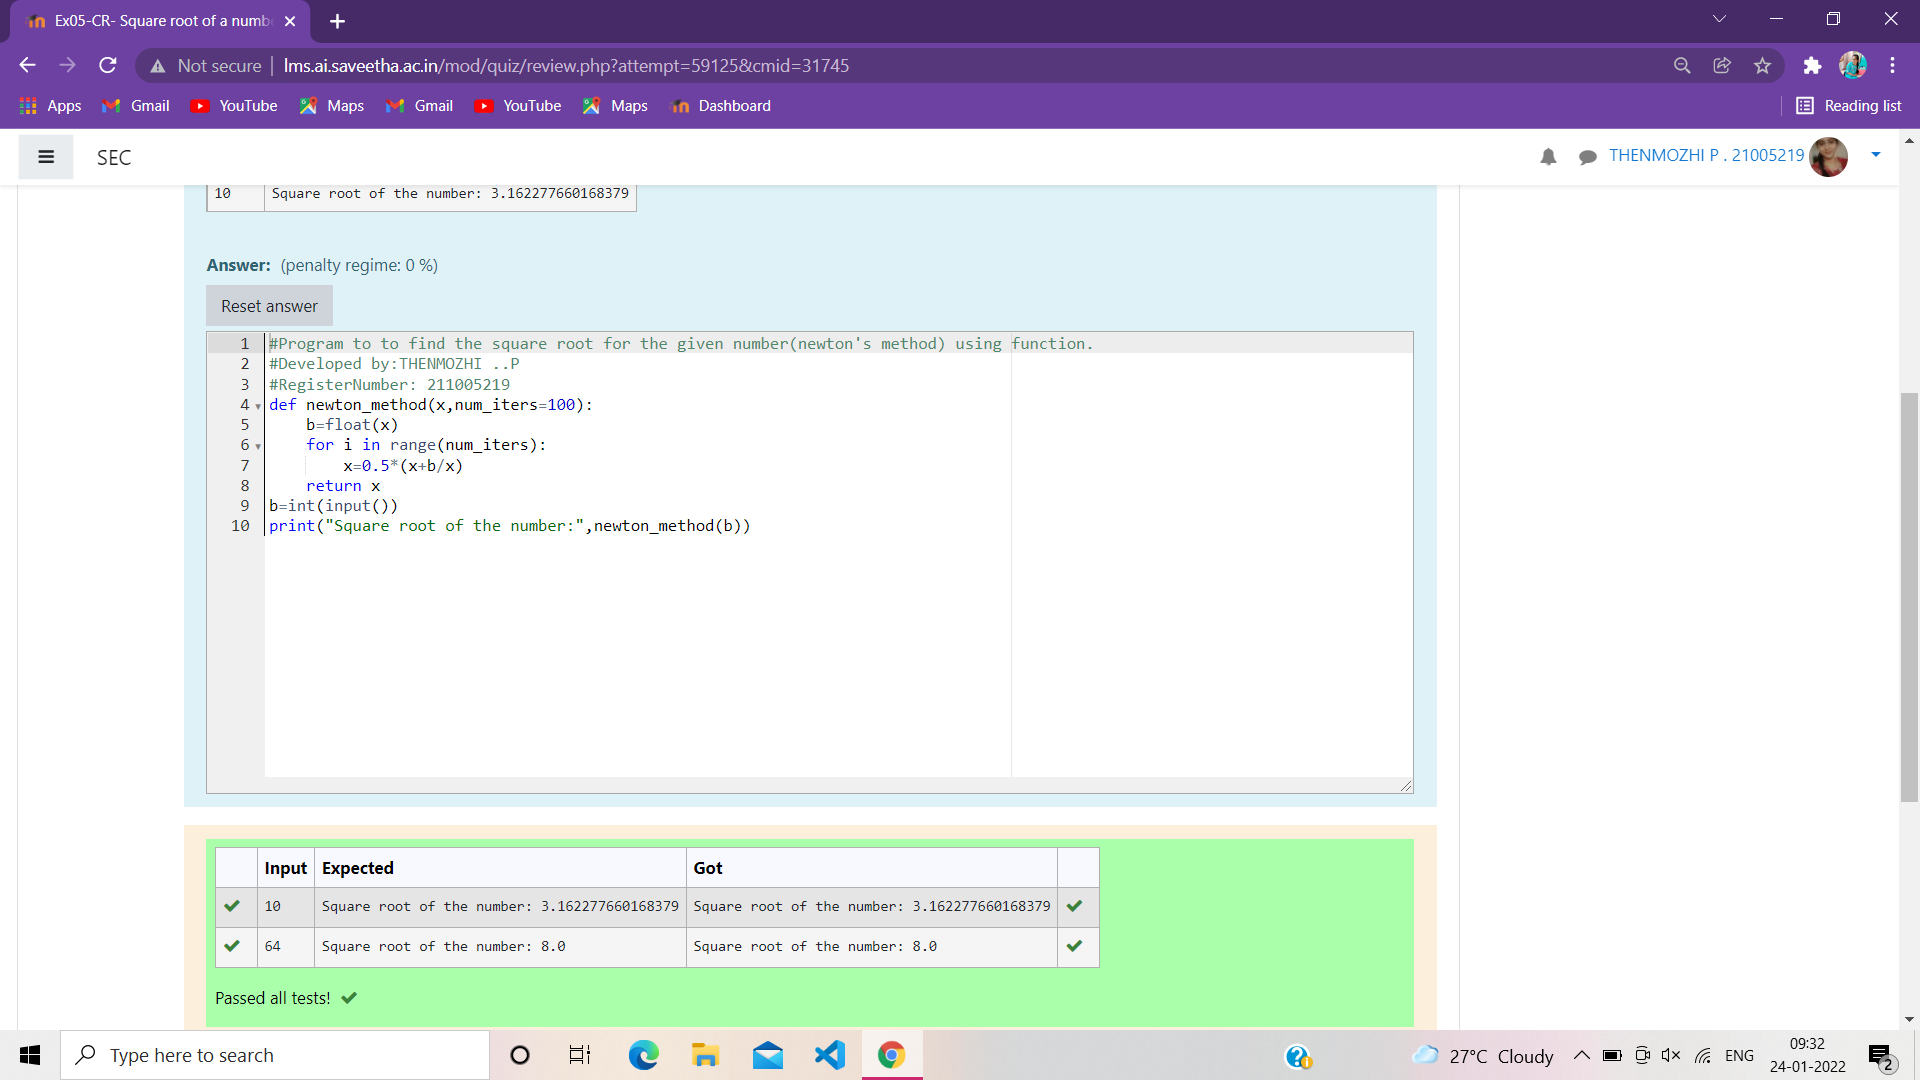 Ex05-CR- Square root of a numb
Not secure | lms.ai.saveetha.ac.in/mod/quiz/review.php?attempt=59125&cmid=31745
Apps Gmail YouTube Maps Gmail YouTube Maps Dashboard Reading list
SEC THENMOZHI P . 21005219
10 Square root of the number: 3.162277660168379
Answer: (penalty regime: 0 %)
Reset answer
1 #Program to to find the square root for the given number(newton's method) using function.
2 #Developed by:THENMOZHI ..P
3 #RegisterNumber: 211005219
4 def newton_method(x,num_iters=100):
5 b=float(x)
6 for i in range(num_iters):
7 x=0.5*(x+b/x)
8 return x
9 b=int(input())
10 print("Square root of the number:",newton_method(b))
Input Expected Got
10 Square root of the number: 3.162277660168379 Square root of the number: 3.162277660168379
64 Square root of the number: 8.0 Square root of the number: 8.0
Passed all tests!
Type here to search
27°C Cloudy ENG
09:32
24-01-2022
2